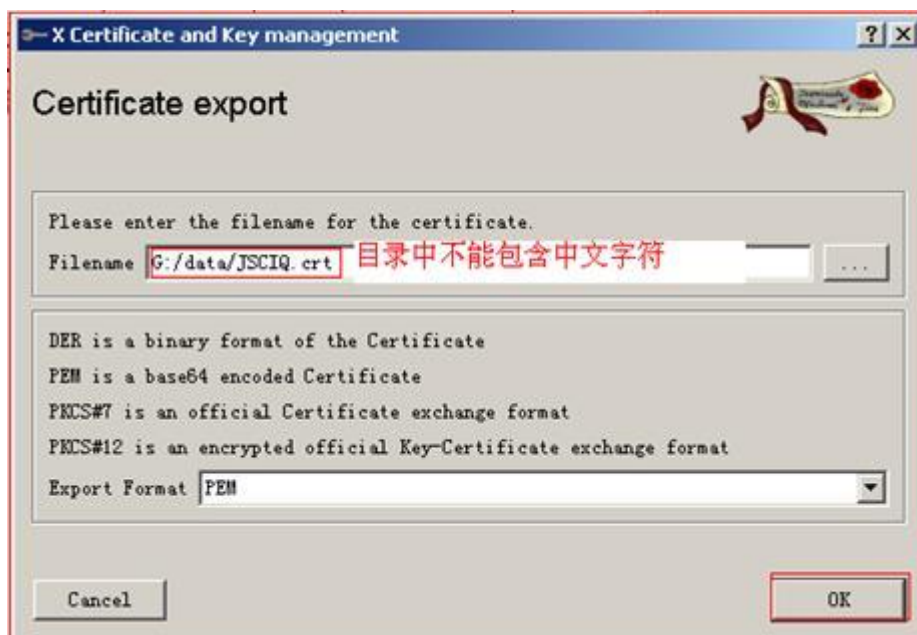 X Certificate and Key management
Certificate export
Please enter the filename for the certificate.
Filename G:/data/JSCIQ.crt 目录中不能包含中文字符 ...
DER is a binary format of the Certificate
PEM is a base64 encoded Certificate
PKCS#7 is an official Certificate exchange format
PKCS#12 is an encrypted official Key-Certificate exchange format
Export Format PEM
Cancel OK